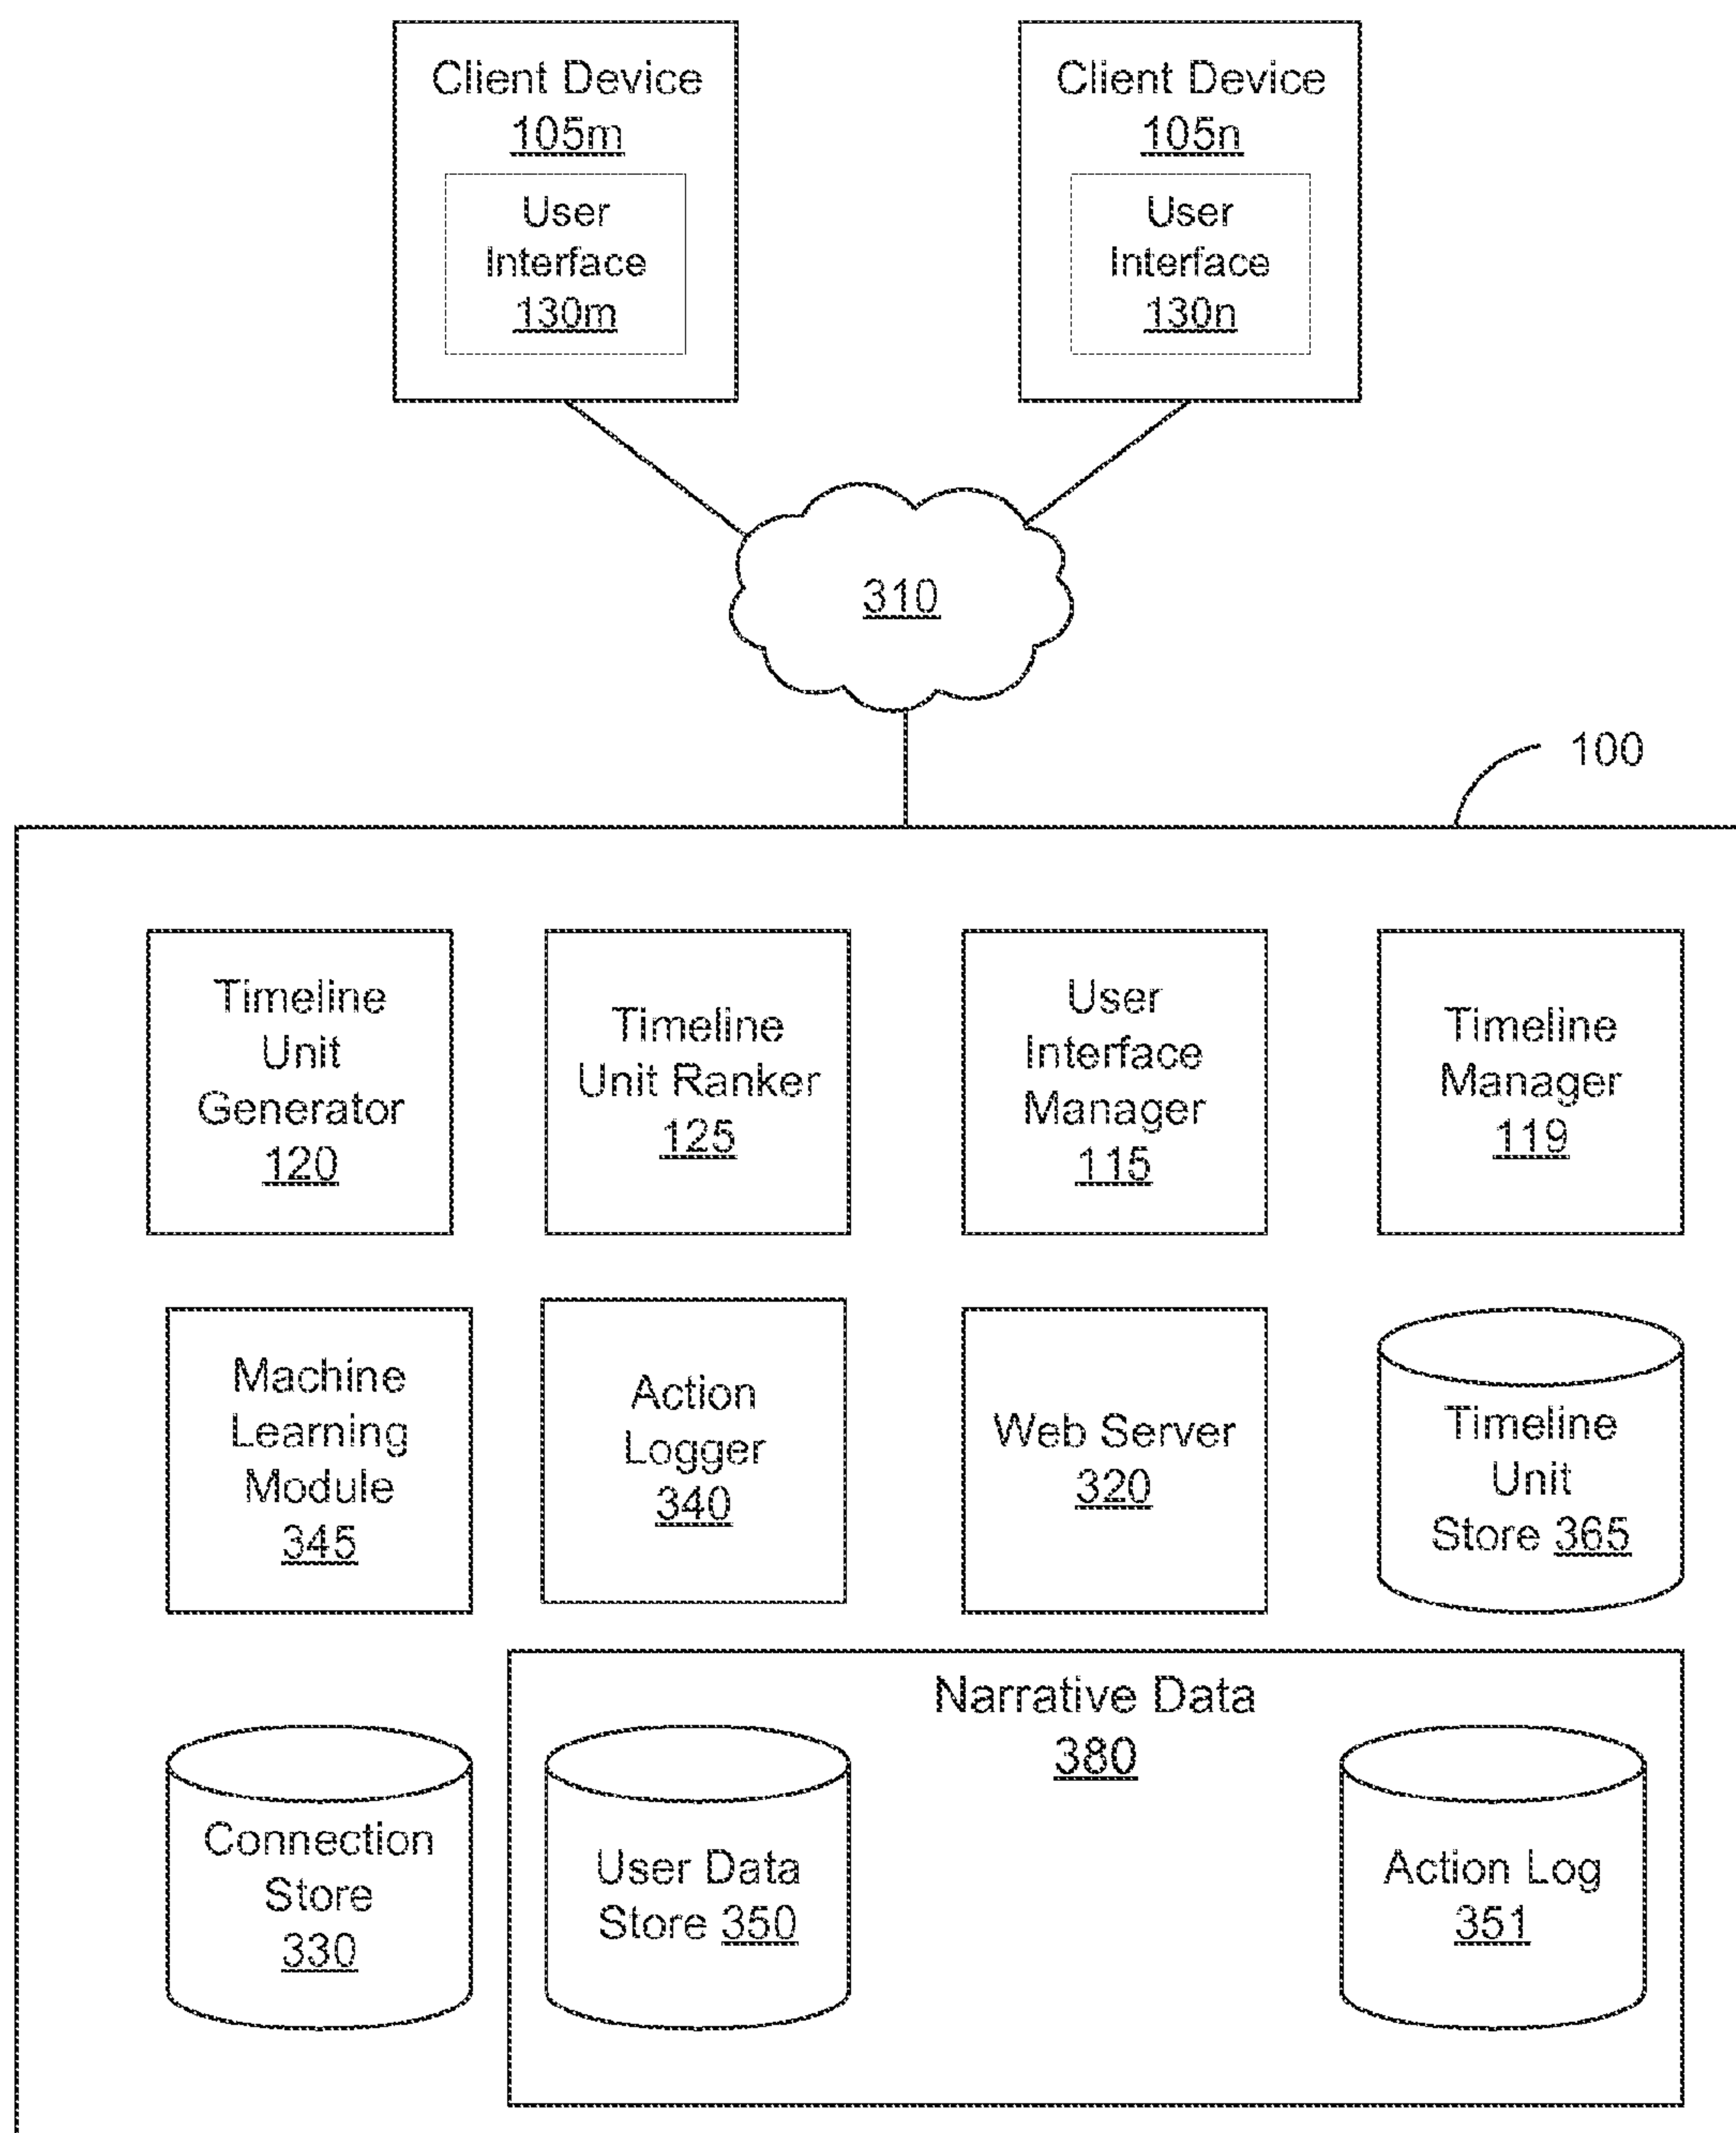 Client Device
105m
User
Interface
130m
Client Device
105n
User
Interface
130n
310
100
Timeline
Unit
Generator
120
Timeline
Unit Ranker
125
User
Interface
Manager
115
Timeline
Manager
119
Machine
Learning
Module
345
Action
Logger
340
Web Server
320
Timeline
Unit
Store 365
Connection
Store
330
Narrative Data
380
User Data
Store 350
Action Log
351